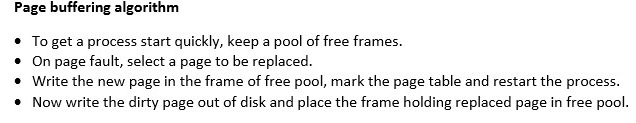 Page buffering algorithm
• To get a process start quickly, keep a pool of free frames.
• On page fault, select a page to be replaced.
• Write the new page in the frame of free pool, mark the page table and restart the process.
• Now write the dirty page out of disk and place the frame holding replaced page in free pool.